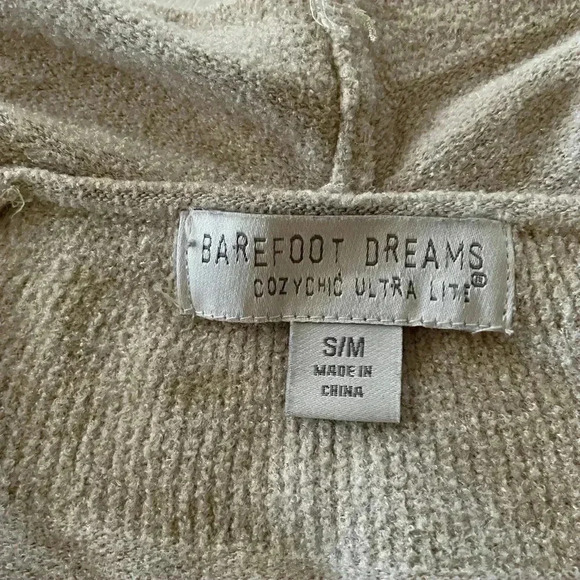 BAREFOOT DREAMS
COZYCHIC ULTRA LITE®
S/M
MADE IN
CHINA